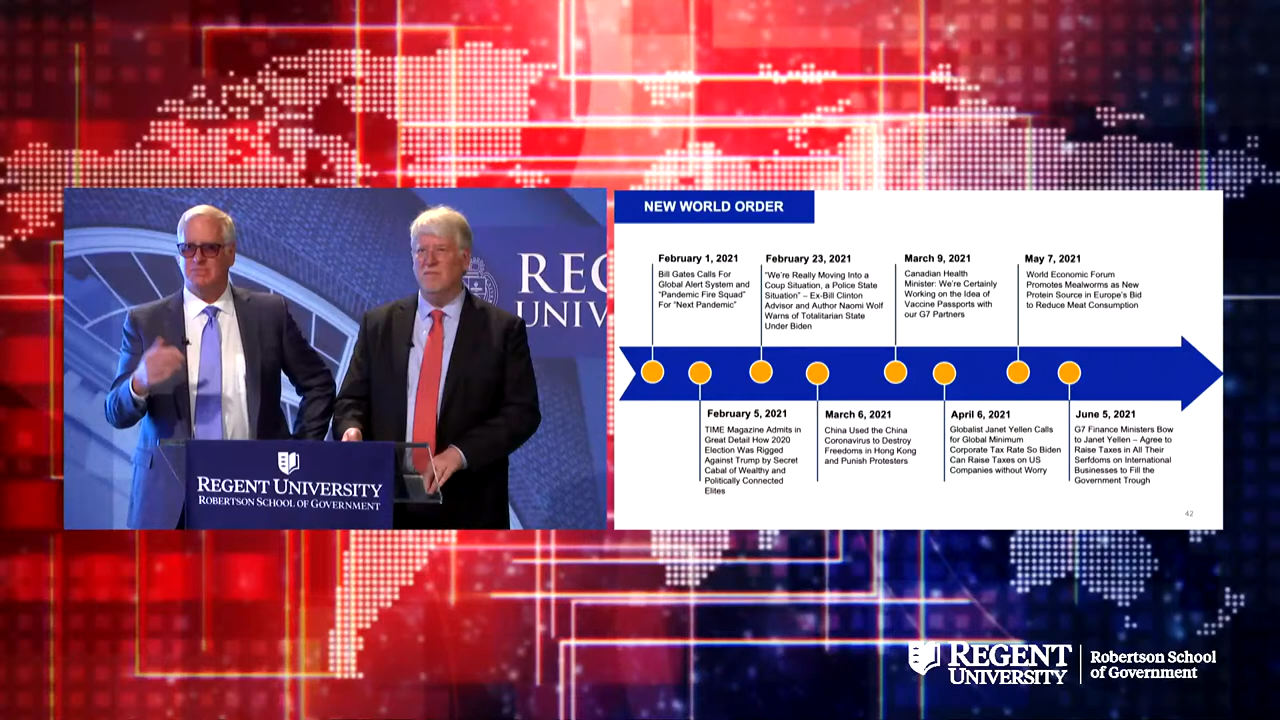 REG
UNIV
REGENT UNIVERSITY
ROBERTSON SCHOOL OF GOVERNMENT
NEW WORLD ORDER
February 1, 2021
Bill Gates Calls For
Global Alert System and
"Pandemic Fire Squad"
For "Next Pandemic"
February 23, 2021
"We're Really Moving Into a
Coup Situation, a Police State
Situation" – Ex-Bill Clinton
Advisor and Author Naomi Wolf
Warns of Totalitarian State
Under Biden
March 9, 2021
Canadian Health
Minister: We're Certainly
Working on the Idea of
Vaccine Passports with
our G7 Partners
May 7, 2021
World Economic Forum
Promotes Mealworms as New
Protein Source in Europe's Bid
to Reduce Meat Consumption
February 5, 2021
TIME Magazine Admits in
Great Detail How 2020
Election Was Rigged
Against Trump by Secret
Cabal of Wealthy and
Politically Connected
Elites
March 6, 2021
China Used the China
Coronavirus to Destroy
Freedoms in Hong Kong
and Punish Protesters
April 6, 2021
Globalist Janet Yellen Calls
for Global Minimum
Corporate Tax Rate So Biden
Can Raise Taxes on US
Companies without Worry
June 5, 2021
G7 Finance Ministers Bow
to Janet Yellen – Agree to
Raise Taxes in All Their
Serfdoms on International
Businesses to Fill the
Government Trough
42
REGENT
UNIVERSITY
Robertson School
of Government